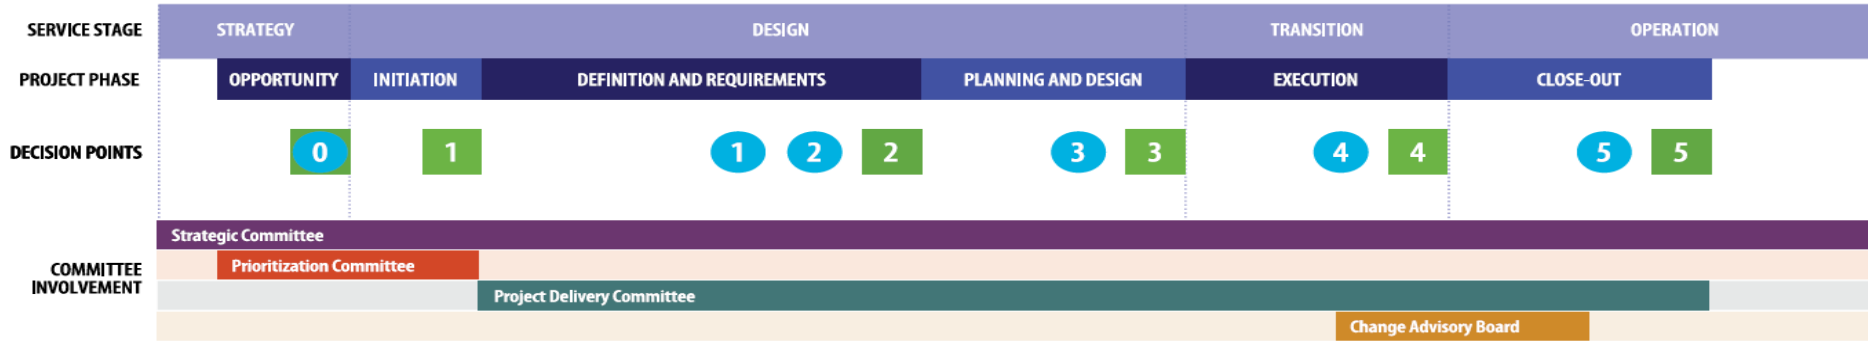 SERVICE STAGE STRATEGY DESIGN TRANSITION OPERATION
PROJECT PHASE OPPORTUNITY INITIATION DEFINITION AND REQUIREMENTS PLANNING AND DESIGN EXECUTION CLOSE-OUT
DECISION POINTS 0 1 1 2 2 3 3 4 4 5 5
Strategic Committee
Prioritization Committee
COMMITTEE
INVOLVEMENT
Project Delivery Committee
Change Advisory Board